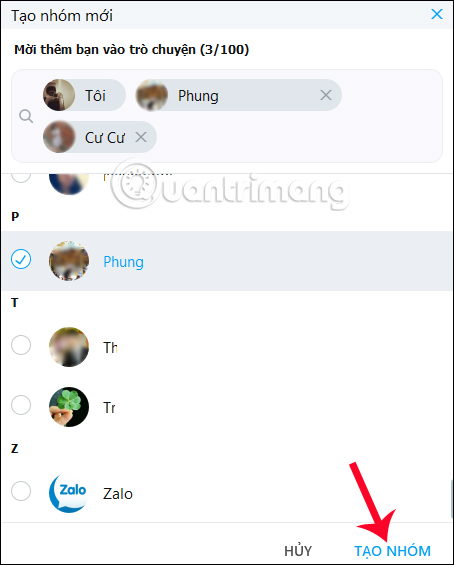 Tạo nhóm mới
Mời thêm bạn vào trò chuyện (3/100)
Tôi
Phung
Cư Cư
uantrimang
P
Phung
T
Th
Tr
Z
Zalo
Zalo
HỦY
TẠO NHÓM